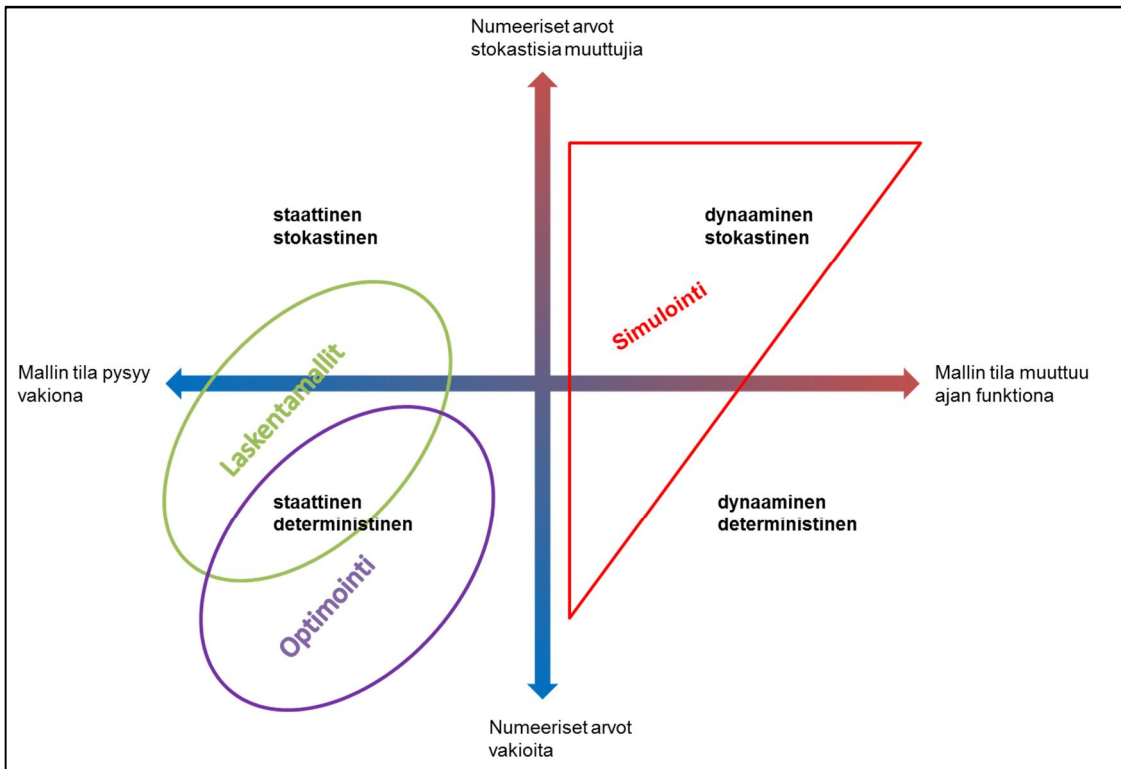 Numeeriset arvot
stokastisia muuttujia
staattinen
stokastinen
dynaaminen
stokastinen
Simulointi
Laskentamallit
Mallin tila pysyy
vakiona
Mallin tila muuttuu
ajan funktiona
staattinen
deterministinen
dynaaminen
deterministinen
Optimointi
Numeeriset arvot
vakioita